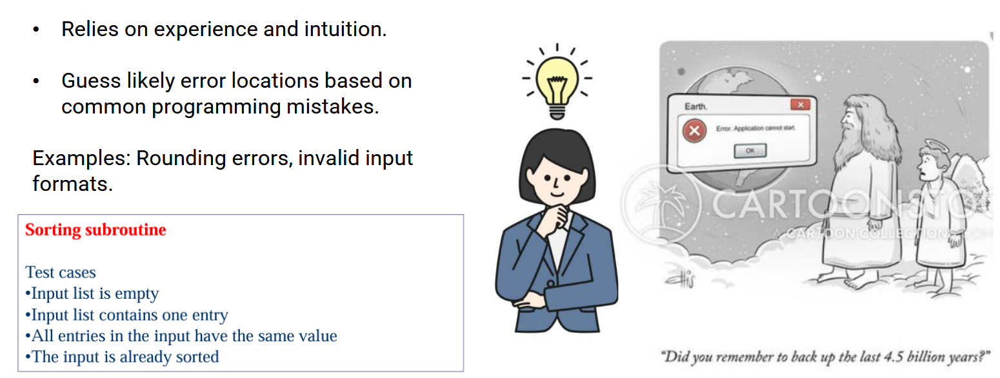 • Relies on experience and intuition.
• Guess likely error locations based on
common programming mistakes.
Examples: Rounding errors, invalid input
formats.
Sorting subroutine
Test cases
•Input list is empty
•Input list contains one entry
•All entries in the input have the same value
•The input is already sorted
Earth.
Error. Application cannot start.
OK
CARTOONSTO
A CARTOON COLLECTIONS
Ellis
“Did you remember to back up the last 4.5 billion years?”